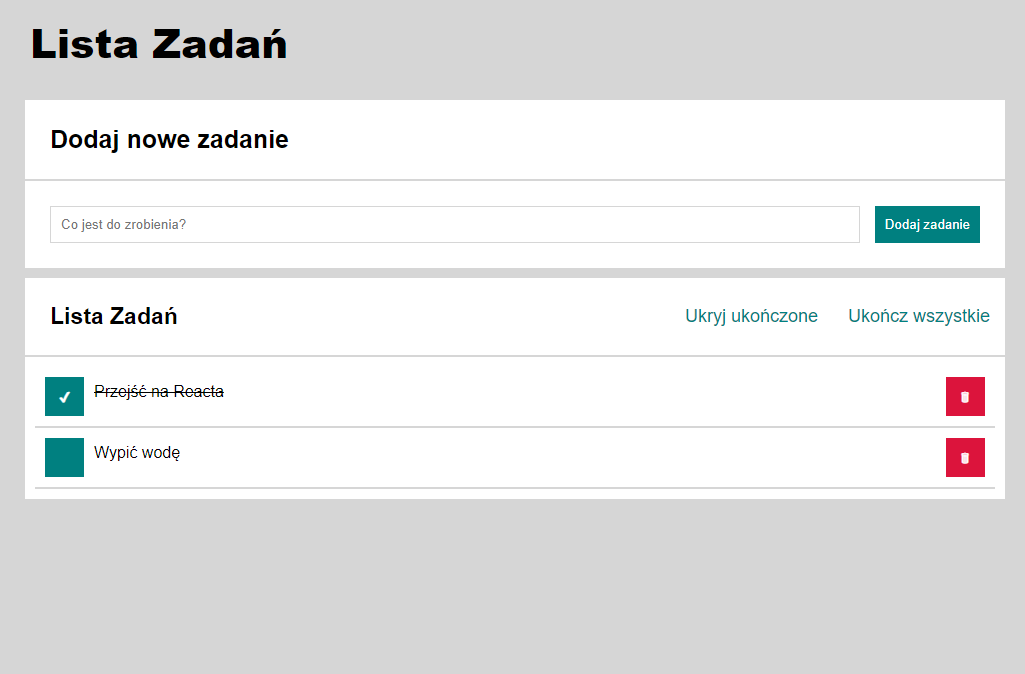 Lista Zadań
Dodaj nowe zadanie
Co jest do zrobienia?
Dodaj zadanie
Lista Zadań
Ukryj ukończone
Ukończ wszystkie
Przejść na Reacta
Wypić wodę